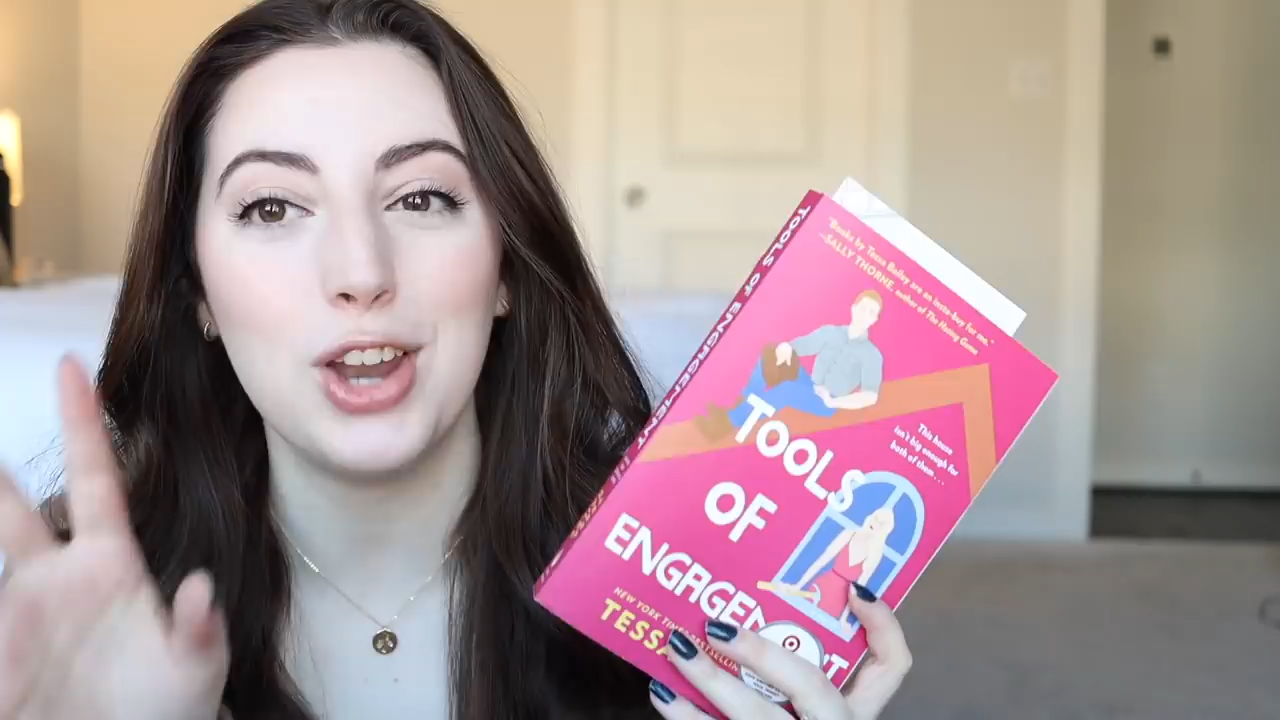 TOOLS OF ENGAGEMENT
"Books by Tessa Bailey are an insta-buy for me."
—SALLY THORNE, author of The Hating Game
This house
isn't big enough for
both of them . . .
TOOLS
OF
ENGAGEM T
NEW YORK TIMES BESTSELLIN
TESSA